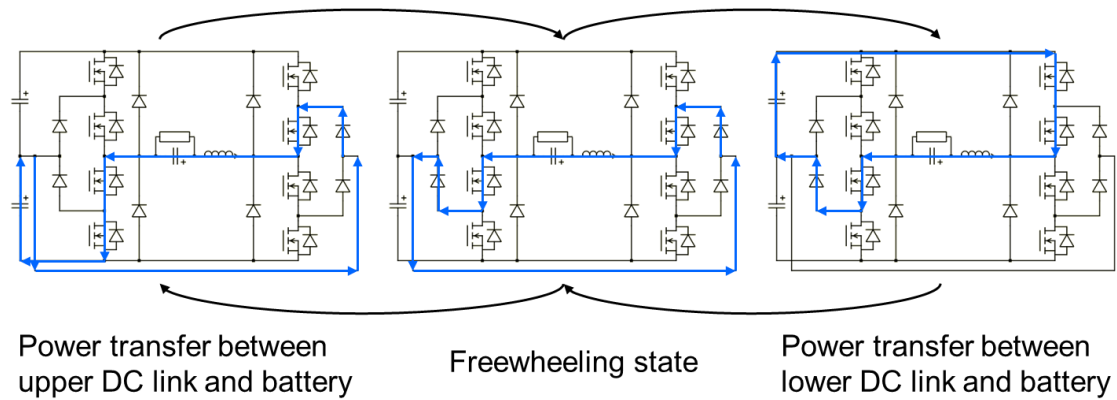 Power transfer between
upper DC link and battery
Freewheeling state
Power transfer between
lower DC link and battery